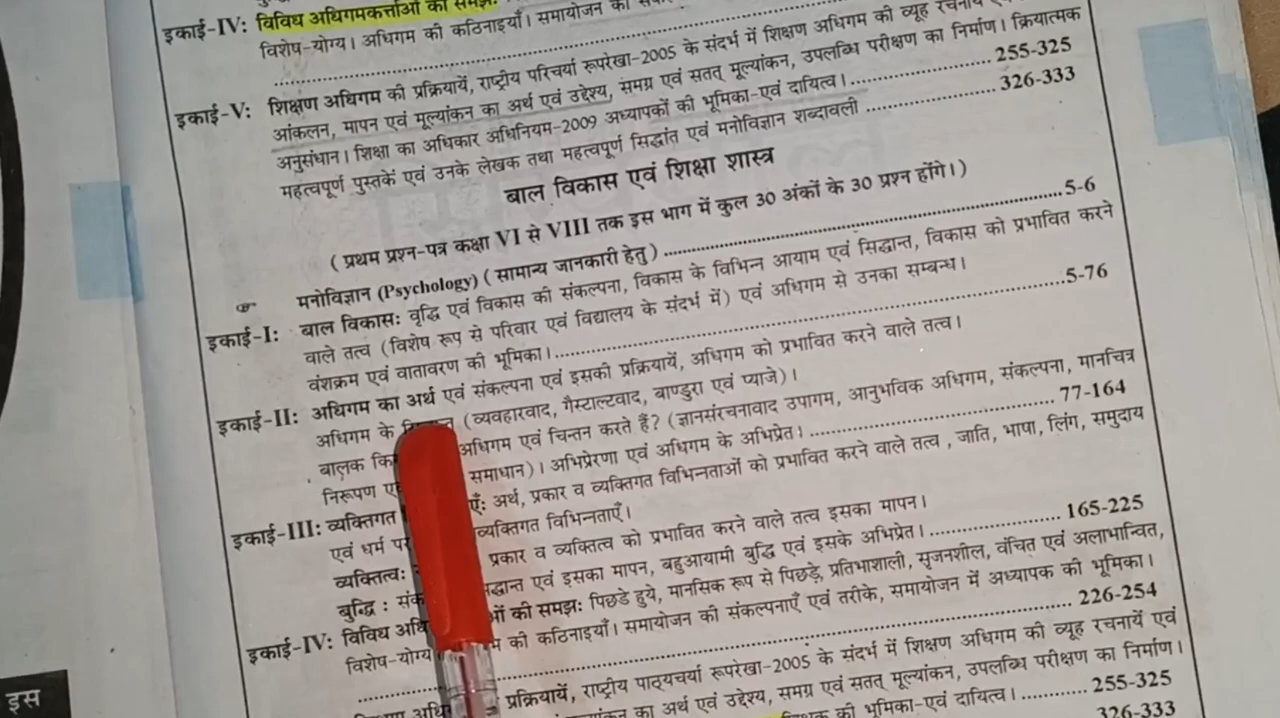 इकाई-IV: विविध अधिगमकर्त्ताओं की समझः
विशेष-योग्य। अधिगम की कठिनाइयाँ। समायोजन की
इकाई-V: शिक्षण अधिगम की प्रक्रियायें, राष्ट्रीय परिचर्या रूपरेखा-2005 के संदर्भ में शिक्षण अधिगम की व्यूह रचनायें
आंकलन, मापन एवं मूल्यांकन का अर्थ एवं उद्देश्य, समग्र एवं सतत् मूल्यांकन, उपलब्धि परीक्षण का निर्माण। क्रियात्मक
अनुसंधान। शिक्षा का अधिकार अधिनियम-2009 अध्यापकों की भूमिका-एवं दायित्व। 255-325
महत्वपूर्ण पुस्तकें एवं उनके लेखक तथा महत्वपूर्ण सिद्धांत एवं मनोविज्ञान शब्दावली 326-333
बाल विकास एवं शिक्षा शास्त्र
( प्रथम प्रश्न-पत्र कक्षा VI से VIII तक इस भाग में कुल 30 अंकों के 30 प्रश्न होंगे।)
☞ मनोविज्ञान (Psychology) ( सामान्य जानकारी हेतु ) 5-6
इकाई-I: बाल विकासः वृद्धि एवं विकास की संकल्पना, विकास के विभिन्न आयाम एवं सिद्धान्त, विकास को प्रभावित करने
वाले तत्व (विशेष रूप से परिवार एवं विद्यालय के संदर्भ में) एवं अधिगम से उनका सम्बन्ध।
वंशक्रम एवं वातावरण की भूमिका। 5-76
इकाई-II: अधिगम का अर्थ एवं संकल्पना एवं इसकी प्रक्रियायें, अधिगम को प्रभावित करने वाले तत्व।
अधिगम के (व्यवहारवाद, गैस्टाल्टवाद, बाण्डुरा एवं प्याजे)।
बालक अधिगम एवं चिन्तन करते हैं? (ज्ञानसंरचनावाद उपागम, आनुभविक अधिगम, संकल्पना, मानचित्र
निरूपण समाधान)। अभिप्रेरणा एवं अधिगम के अभिप्रेत। 77-164
इकाई-III: व्यक्तिगत अर्थ, प्रकार व व्यक्तिगत विभिन्नताओं को प्रभावित करने वाले तत्व , जाति, भाषा, लिंग, समुदाय
एवं धर्म व्यक्तिगत विभिन्नताएँ।
व्यक्तित्वः प्रकार व व्यक्तित्व को प्रभावित करने वाले तत्व इसका मापन।
बुद्धि : एवं इसका मापन, बहुआयामी बुद्धि एवं इसके अभिप्रेत। 165-225
इकाई-IV: विविध की समझः पिछडे हुये, मानसिक रूप से पिछड़े, प्रतिभाशाली, सृजनशील, वंचित एवं अलाभान्वित,
विशेष-योग्य की कठिनाइयाँ। समायोजन की संकल्पनाएँ एवं तरीके, समायोजन में अध्यापक की भूमिका।
226-254
प्रक्रियायें, राष्ट्रीय पाठ्यचर्या रूपरेखा-2005 के संदर्भ में शिक्षण अधिगम की व्यूह रचनायें एवं
का अर्थ एवं उद्देश्य, समग्र एवं सतत् मूल्यांकन, उपलब्धि परीक्षण का निर्माण।
की भूमिका-एवं दायित्व। 255-325
326-333
इस